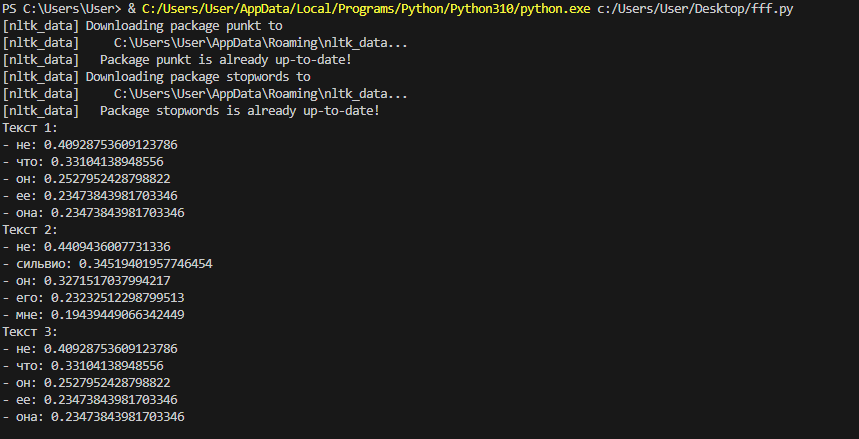 PS C:\Users\User> & C:/Users/User/AppData/Local/Programs/Python/Python310/python.exe c:/Users/User/Desktop/fff.py
[nltk_data] Downloading package punkt to
[nltk_data]     C:\Users\User\AppData\Roaming\nltk_data...
[nltk_data]   Package punkt is already up-to-date!
[nltk_data] Downloading package stopwords to
[nltk_data]     C:\Users\User\AppData\Roaming\nltk_data...
[nltk_data]   Package stopwords is already up-to-date!
Текст 1:
- не: 0.40928753609123786
- что: 0.33104138948556
- он: 0.2527952428798822
- ее: 0.23473843981703346
- она: 0.23473843981703346
Текст 2:
- не: 0.4409436007731336
- сильвио: 0.34519401957746454
- он: 0.3271517037994217
- его: 0.23232512298799513
- мне: 0.19439449066342449
Текст 3:
- не: 0.40928753609123786
- что: 0.33104138948556
- он: 0.2527952428798822
- ее: 0.23473843981703346
- она: 0.23473843981703346